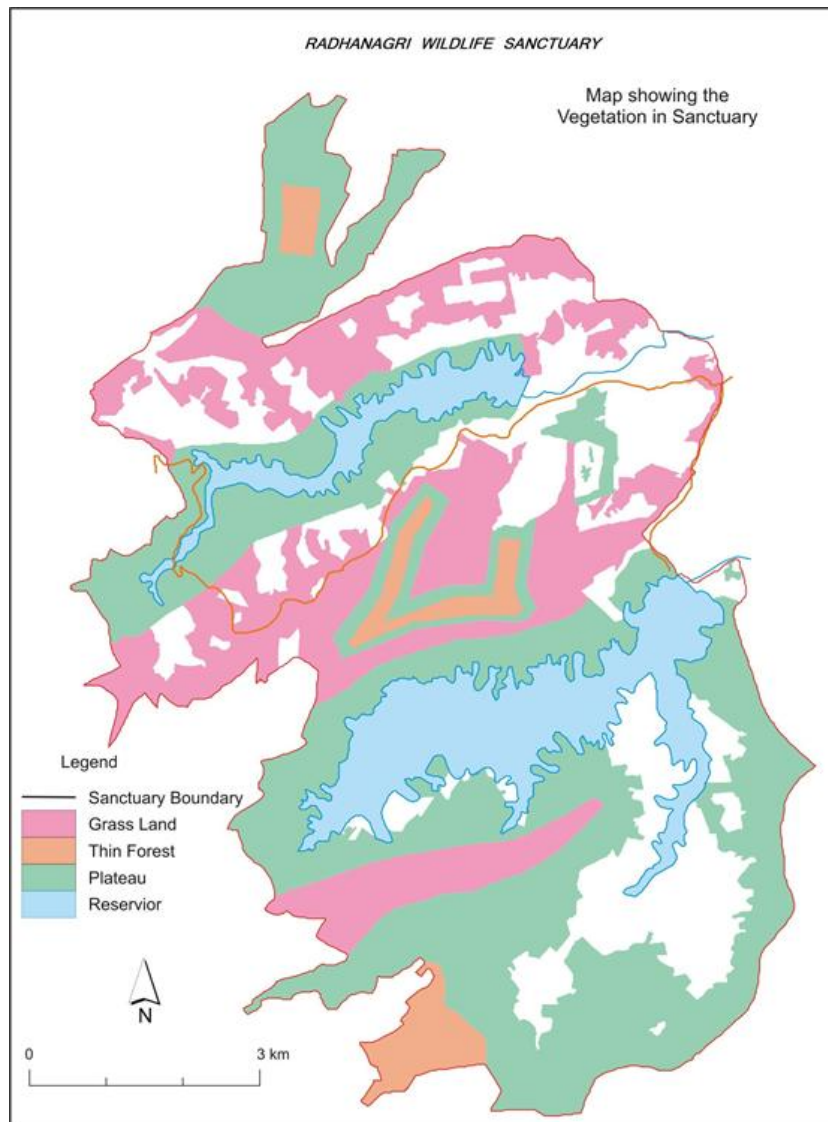 RADHANAGRI WILDLIFE SANCTUARY
Map showing the
Vegetation in Sanctuary
Legend
Sanctuary Boundary
Grass Land
Thin Forest
Plateau
Reservior
N
0 3 km